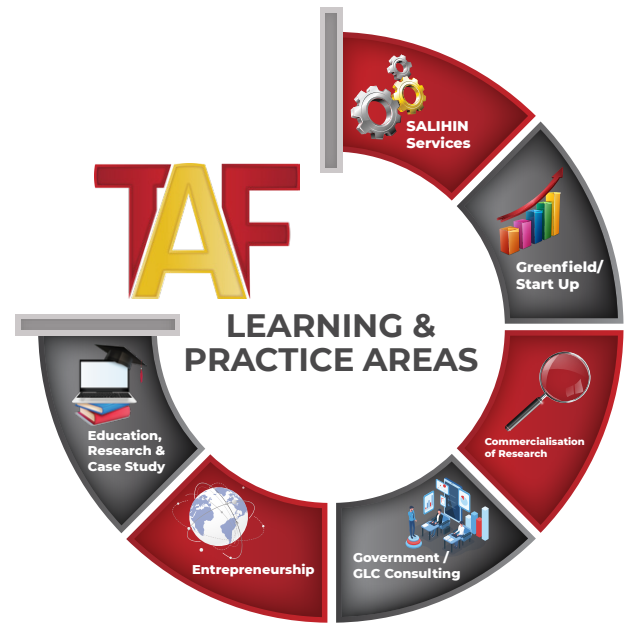 TAF
LEARNING &
PRACTICE AREAS
SALIHIN
Services
Greenfield/
Start Up
Commercialisation
of Research
Government /
GLC Consulting
Entrepreneurship
Education,
Research &
Case Study